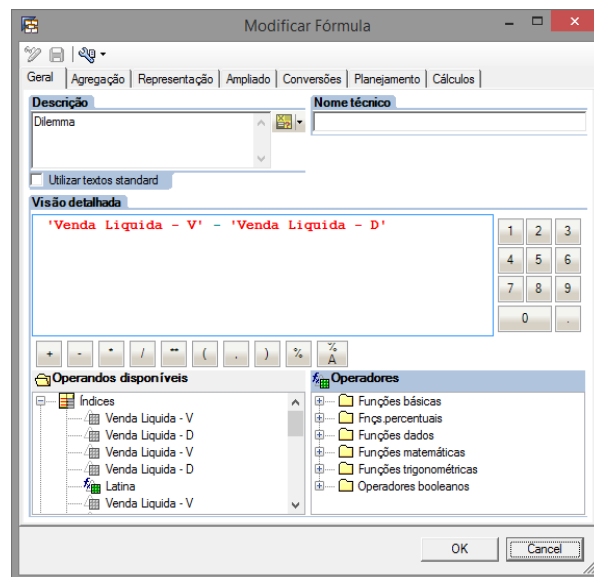 Modificar Fórmula
Geral Agregação Representação Ampliado Conversões Planejamento Cálculos
Descrição Nome técnico
Dilemma
Utilizar textos standard
Visão detalhada
'Venda Liquida - V' - 'Venda Liquida - D'
1 2 3
4 5 6
7 8 9
0 .
+ - * / ** ( , ) % %A
Operandos disponíveis Operadores
Índices Funções básicas
Venda Liquida - V Fnçs.percentuais
Venda Liquida - D Funções dados
Venda Liquida - V Funções matemáticas
Venda Liquida - D Funções trigonométricas
Latina Operadores booleanos
Venda Liquida - V
OK Cancel